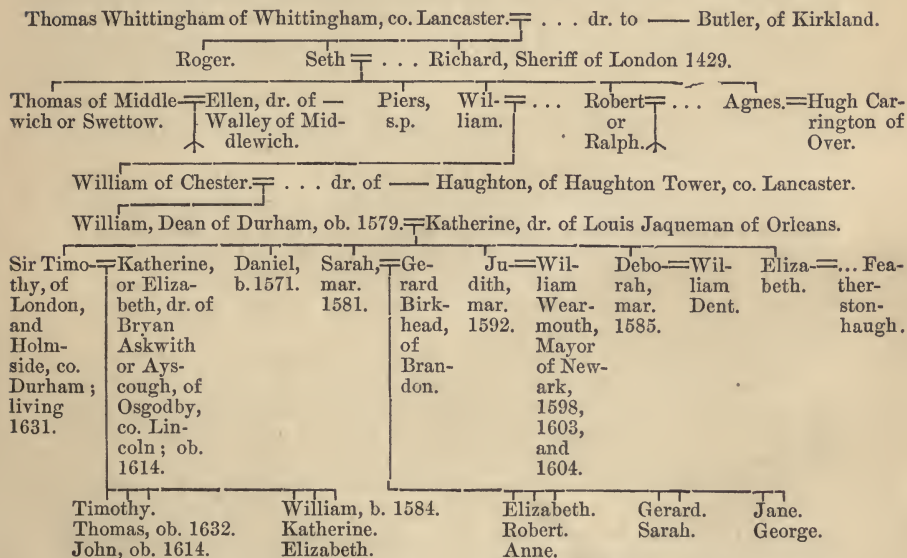 Thomas Whittingham of Whittingham, co. Lancaster.= . . . dr. to — Butler, of Kirkland.
Roger. Seth = . . . Richard, Sheriff of London 1429.
Thomas of Middle-=Ellen, dr. of — Piers, Wil-= . . . Robert= . . . Agnes.=Hugh Car-
wich or Swettow. Walley of Mid- s.p. liam. or rington of
dlewich. Ralph. Over.
William of Chester.= . . . dr. of — Haughton, of Haughton Tower, co. Lancaster.
William, Dean of Durham, ob. 1579.=Katherine, dr. of Louis Jaqueman of Orleans.
Sir Timo-=Katherine, Daniel, Sarah,=Ge- Ju-=Wil- Debo-=Wil- Eliza-=... Fea-
thy, of or Eliza- b. 1571. mar. rard dith, liam rah, liam beth. ther-
London, beth, dr. of 1581. Birk- mar. Wear- mar. Dent. ston-
and Bryan head, 1592. mouth, 1585. haugh.
Holm- Askwith of Mayor
side, co. or Ays- Bran- of New-
Durham; cough, of don. ark,
living Osgodby, 1598,
1631. co. Lin- 1603,
coln; ob. and
1614. 1604.
Timothy. William, b. 1584. Elizabeth. Gerard. Jane.
Thomas, ob. 1632. Katherine. Robert. Sarah. George.
John, ob. 1614. Elizabeth. Anne.